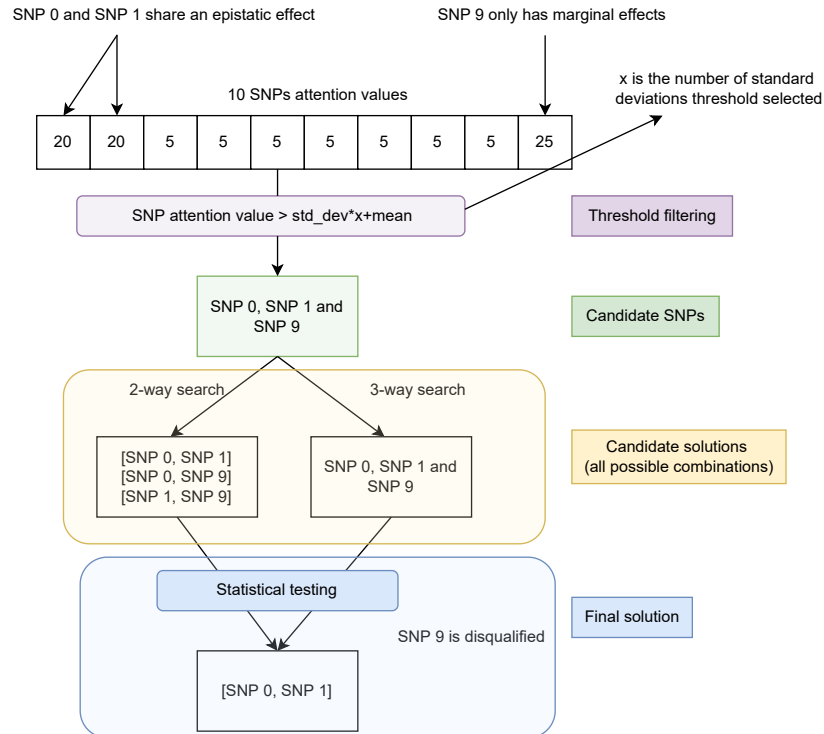 SNP 0 and SNP 1 share an epistatic effect
SNP 9 only has marginal effects
x is the number of standard
deviations threshold selected
10 SNPs attention values
20 20 5 5 5 5 5 5 5 25
SNP attention value > std_dev*x+mean
Threshold filtering
SNP 0, SNP 1 and
SNP 9
Candidate SNPs
2-way search
3-way search
[SNP 0, SNP 1]
[SNP 0, SNP 9]
[SNP 1, SNP 9]
SNP 0, SNP 1 and
SNP 9
Candidate solutions
(all possible combinations)
Statistical testing
Final solution
SNP 9 is disqualified
[SNP 0, SNP 1]